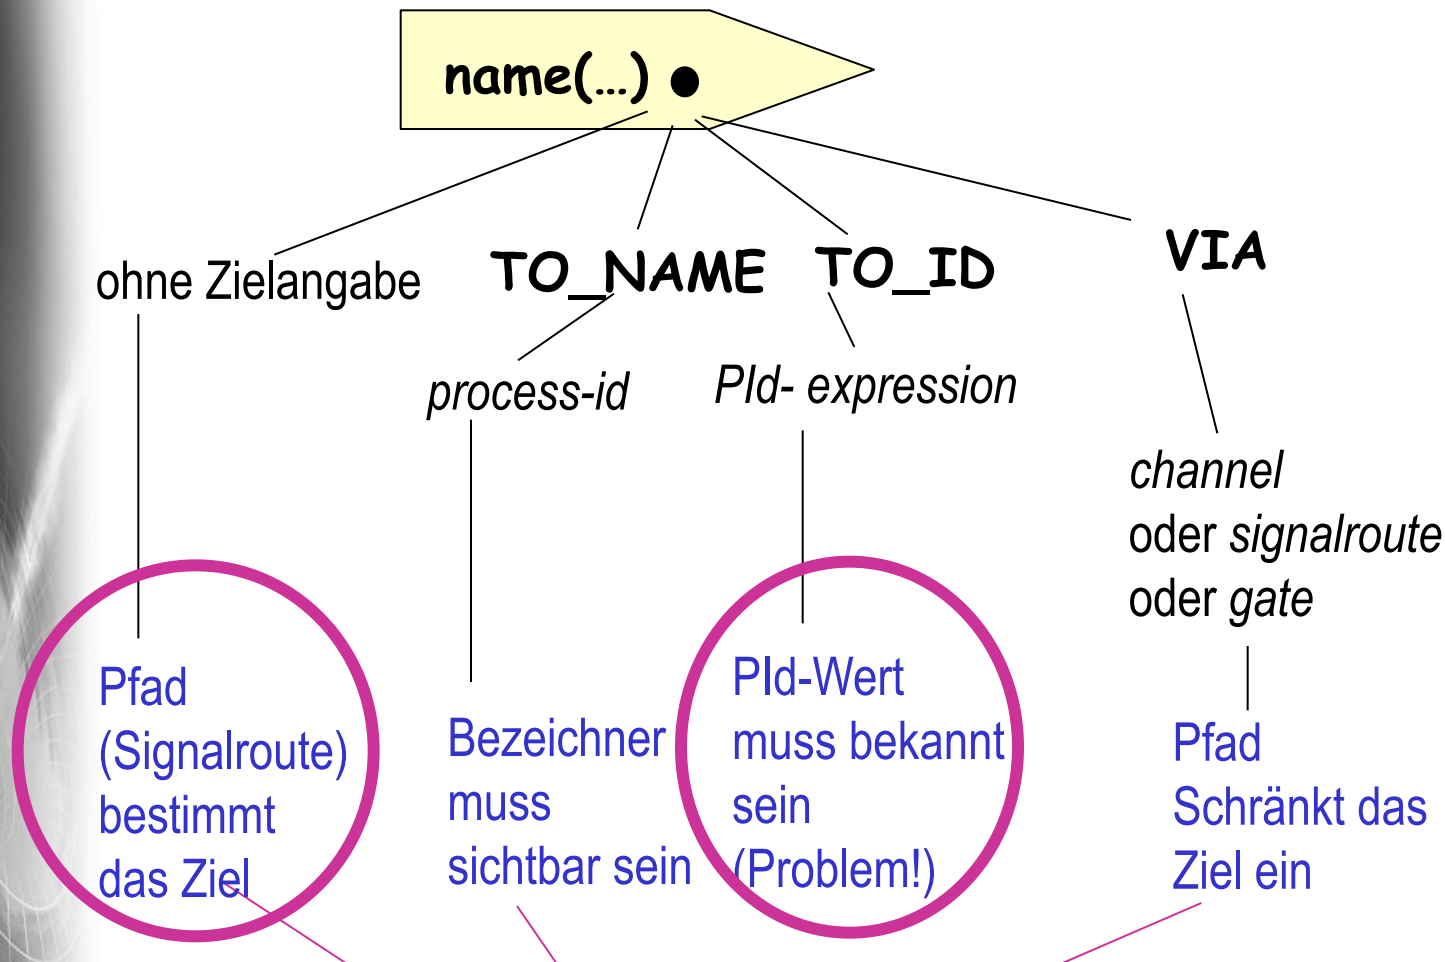 name(...) ●
ohne Zielangabe
TO_NAME
TO_ID
VIA
process-id
PId- expression
channel
oder signalroute
oder gate
Pfad
(Signalroute)
bestimmt
das Ziel
Bezeichner
muss
sichtbar sein
PId-Wert
muss bekannt
sein
(Problem!)
Pfad
Schränkt das
Ziel ein